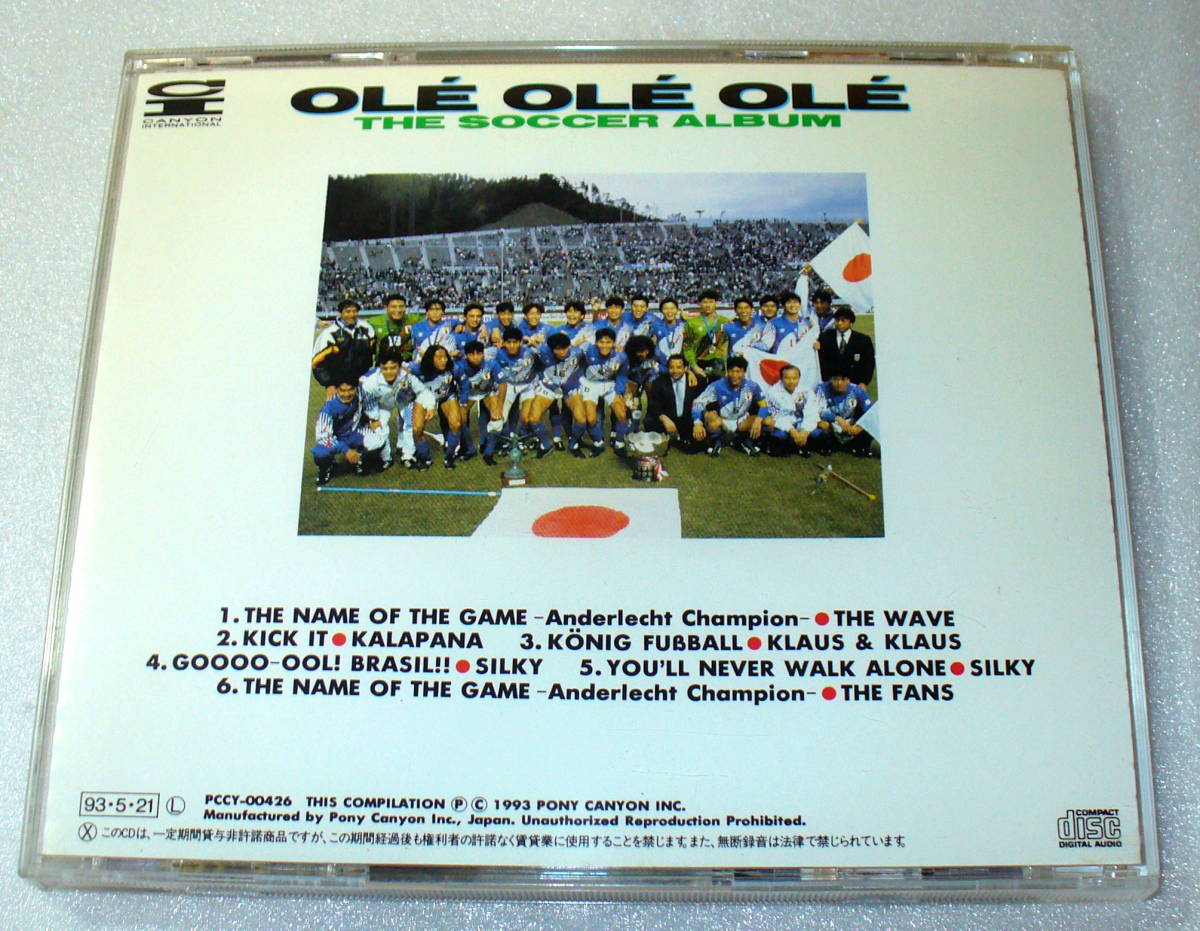 CI
CANYON
INTERNATIONAL
OLÉ OLÉ OLÉ
THE SOCCER ALBUM
1. THE NAME OF THE GAME -Anderlecht Champion- ● THE WAVE
2. KICK IT ● KALAPANA 3. KÖNIG FUßBALL ● KLAUS & KLAUS
4. GOOOO-OOL! BRASIL!! ● SILKY 5. YOU'LL NEVER WALK ALONE ● SILKY
6. THE NAME OF THE GAME -Anderlecht Champion- ● THE FANS
93・5・21 Ⓛ PCCY-00426 THIS COMPILATION Ⓟ © 1993 PONY CANYON INC.
Manufactured by Pony Canyon Inc., Japan. Unauthorized Reproduction Prohibited.
Ⓧ このCDは、一定期間貸与非許諾商品ですが、この期間経過後も権利者の許諾なく賃貸業に使用することを禁じます。また、無断録音は法律で禁じられています。
COMPACT
disc
DIGITAL AUDIO